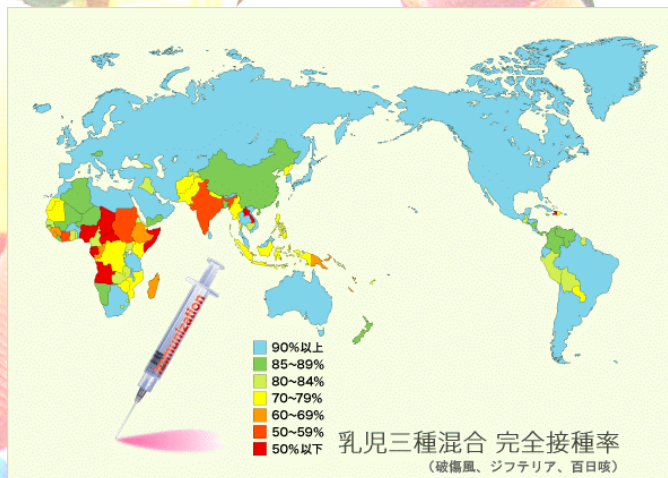 Immunization
90%以上
85~89%
80~84%
70~79%
60~69%
50~59%
50%以下
乳児三種混合 完全接種率
(破傷風、ジフテリア、百日咳)